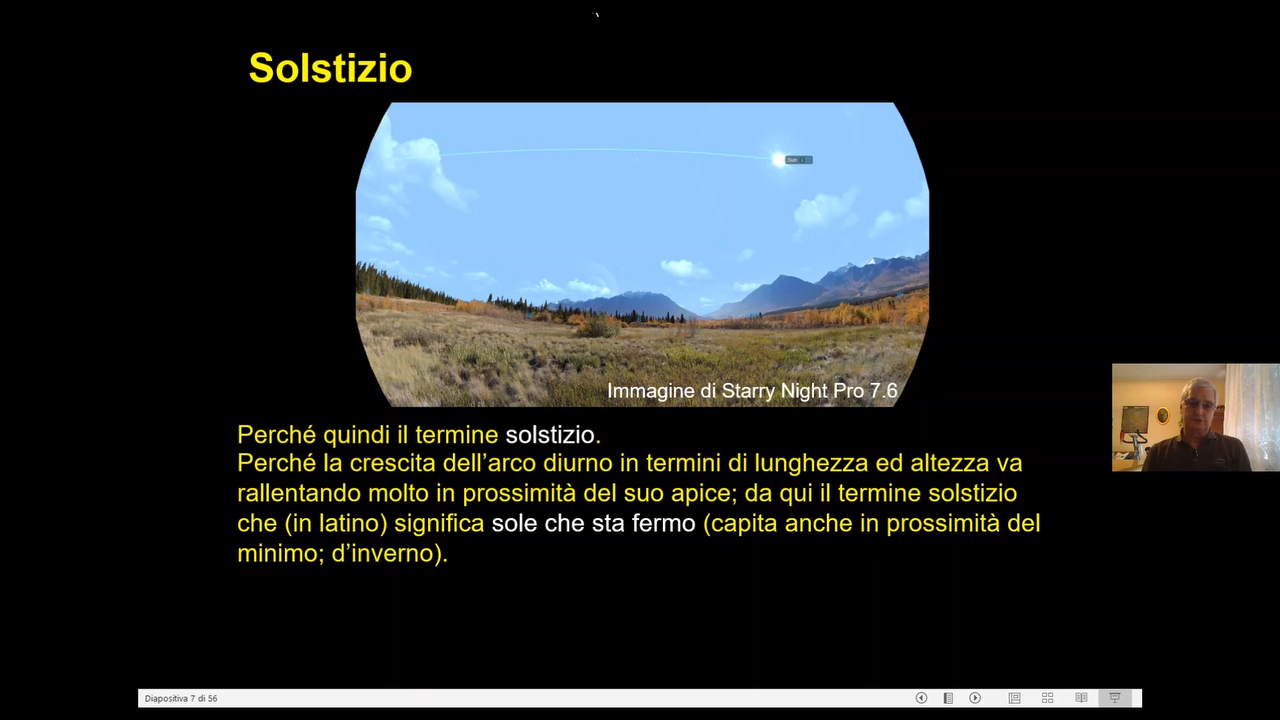 Solstizio
Sun
Immagine di Starry Night Pro 7.6
Perché quindi il termine solstizio.
Perché la crescita dell’arco diurno in termini di lunghezza ed altezza va
rallentando molto in prossimità del suo apice; da qui il termine solstizio
che (in latino) significa sole che sta fermo (capita anche in prossimità del
minimo; d’inverno).
Diapositiva 7 di 56